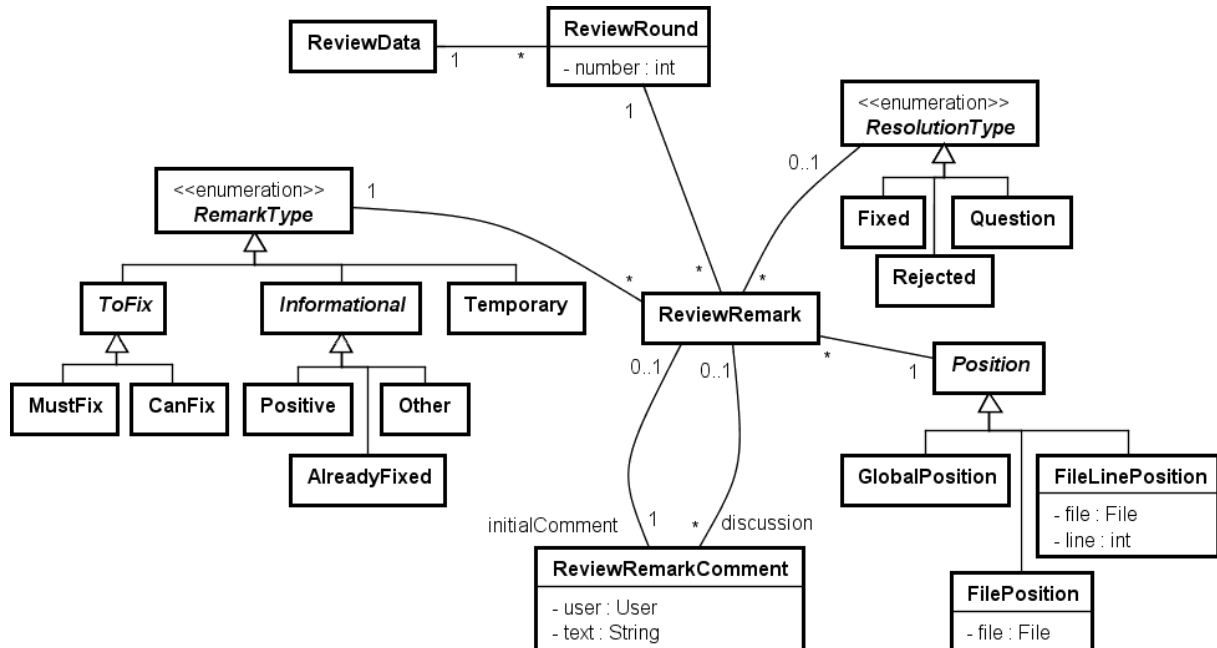 ReviewData
1
*
ReviewRound
- number : int
1
<<enumeration>>
ResolutionType
0..1
Fixed
Question
Rejected
<<enumeration>>
RemarkType
1
ToFix
Informational
Temporary
MustFix
CanFix
Positive
Other
AlreadyFixed
*
*
*
ReviewRemark
0..1
0..1
*
1
Position
GlobalPosition
FileLinePosition
- file : File
- line : int
FilePosition
- file : File
initialComment
1
*
discussion
ReviewRemarkComment
- user : User
- text : String